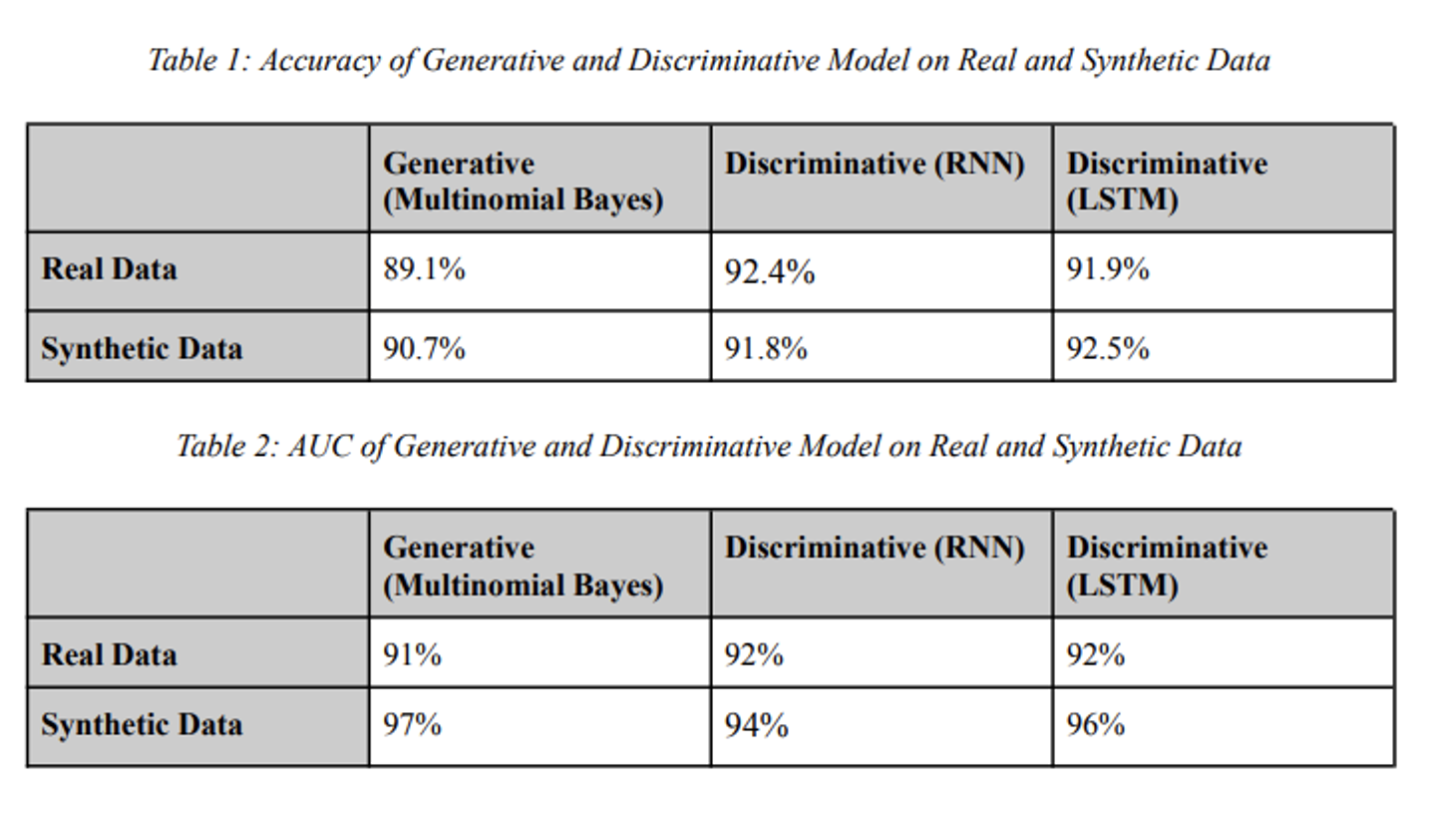 Table 1: Accuracy of Generative and Discriminative Model on Real and Synthetic Data
Generative
(Multinomial Bayes)
Discriminative (RNN)
Discriminative
(LSTM)
Real Data
89.1%
92.4%
91.9%
Synthetic Data
90.7%
91.8%
92.5%
Table 2: AUC of Generative and Discriminative Model on Real and Synthetic Data
Generative
(Multinomial Bayes)
Discriminative (RNN)
Discriminative
(LSTM)
Real Data
91%
92%
92%
Synthetic Data
97%
94%
96%